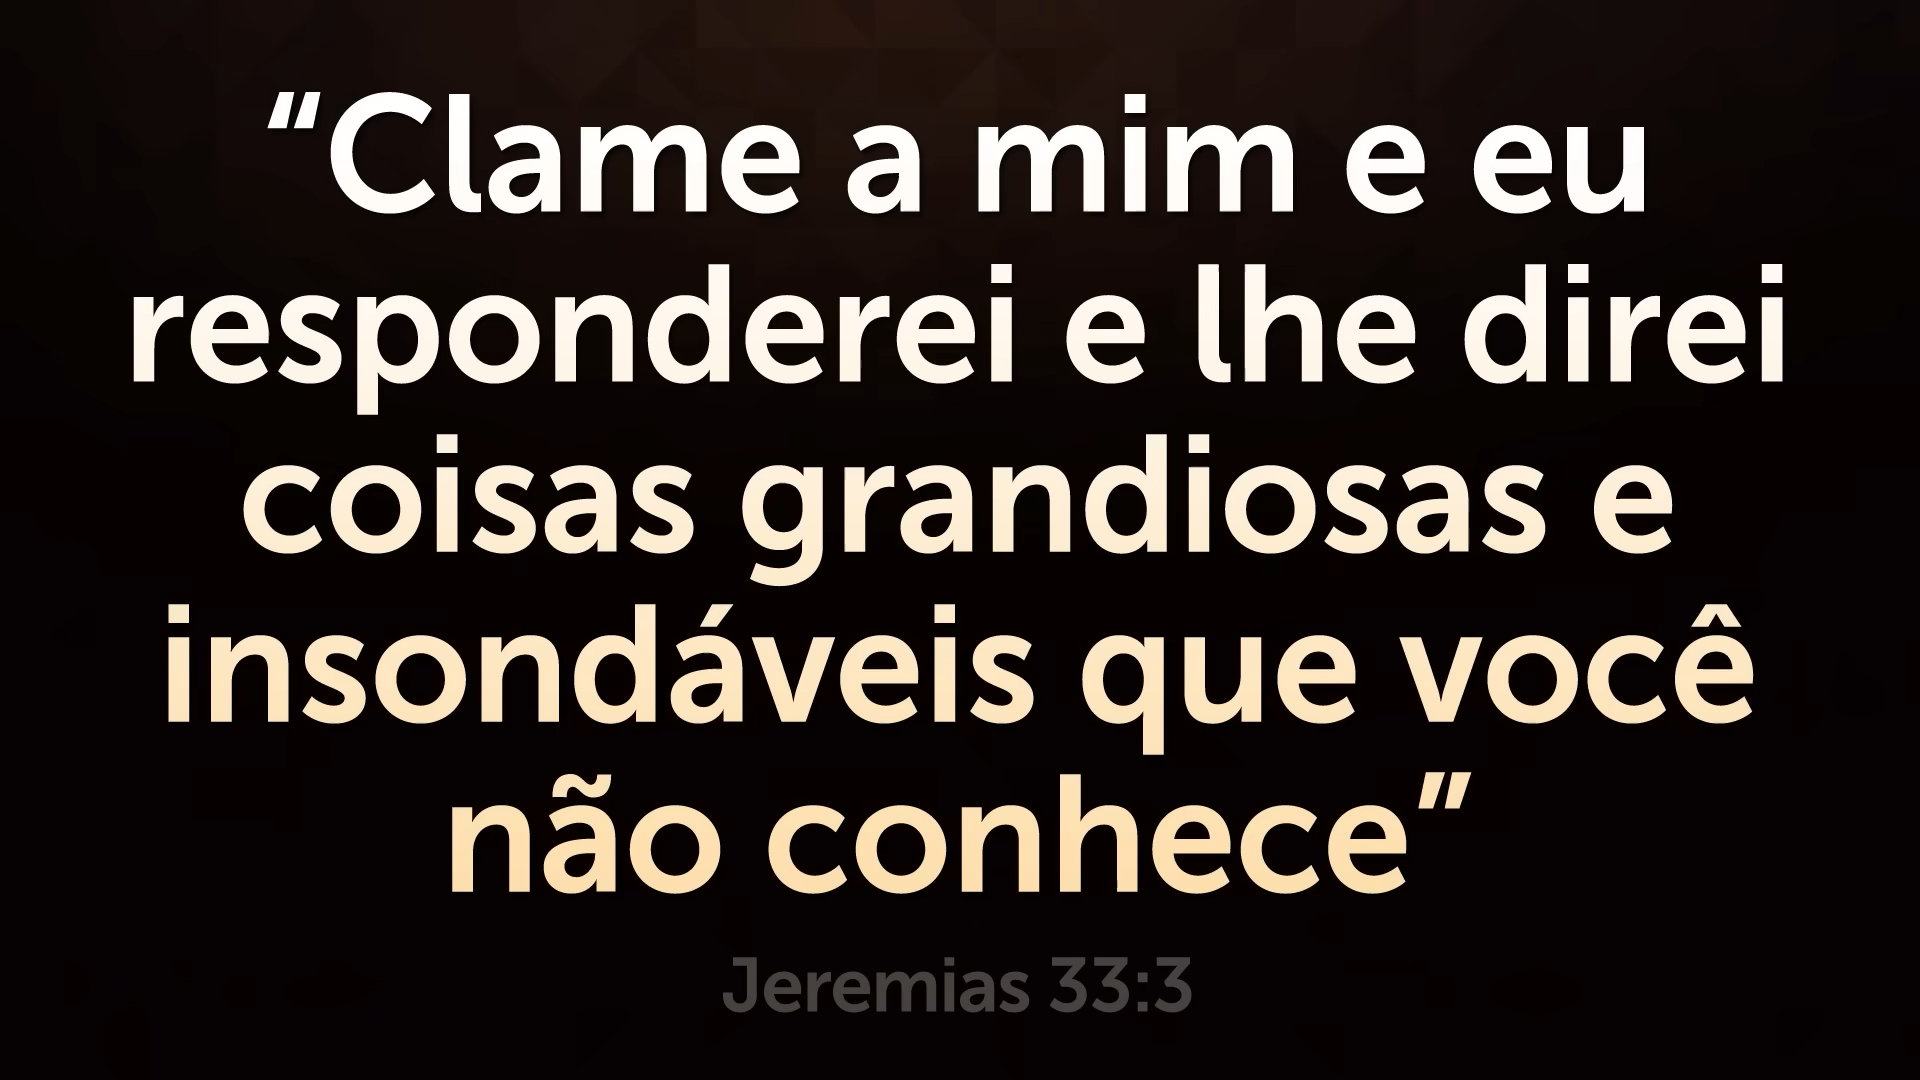 “Clame a mim e eu
responderei e lhe direi
coisas grandiosas e
insondáveis que você
não conhece”
Jeremias 33:3